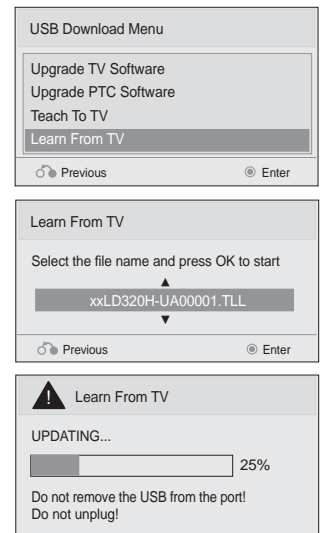 USB Download Menu
Upgrade TV Software
Upgrade PTC Software
Teach To TV
Learn From TV
Previous
Enter
Learn From TV
Select the file name and press OK to start
▲
xxLD320H-UA00001.TLL
▼
Previous
Enter
! Learn From TV
UPDATING...
25%
Do not remove the USB from the port!
Do not unplug!